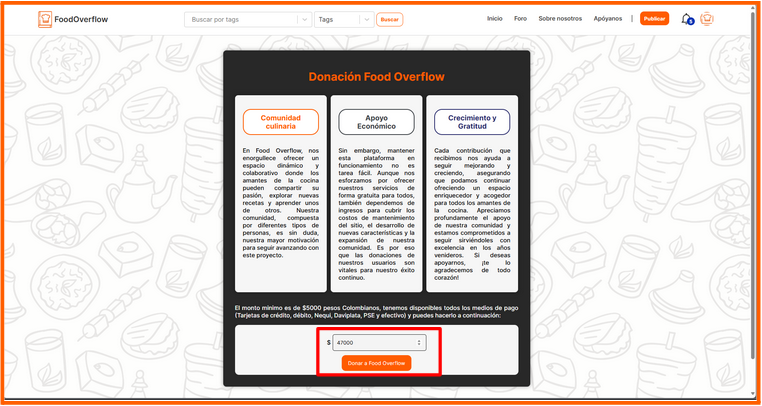 FoodOverflow
Buscar por tags
Tags
Buscar
Inicio
Foro
Sobre nosotros
Apóyanos
|
Publicar
5
Donación Food Overflow
Comunidad
culinaria
En Food Overflow, nos
enorgullece ofrecer un
espacio dinámico y
colaborativo donde los
amantes de la cocina
pueden compartir su
pasión, explorar nuevas
recetas y aprender unos
de otros. Nuestra
comunidad, compuesta
por diferentes tipos de
personas, es sin duda,
nuestra mayor motivación
para seguir avanzando con
este proyecto.
Apoyo
Económico
Sin embargo, mantener
esta plataforma en
funcionamiento no es
tarea fácil. Aunque nos
esforzamos por ofrecer
nuestros servicios de
forma gratuita para todos,
también dependemos de
ingresos para cubrir los
costos de mantenimiento
del sitio, el desarrollo de
nuevas características y la
expansión de nuestra
comunidad. Es por eso
que las donaciones de
nuestros usuarios son
vitales para nuestro éxito
continuo.
Crecimiento y
Gratitud
Cada contribución que
recibimos nos ayuda a
seguir mejorando y
creciendo, asegurando
que podamos continuar
ofreciendo un espacio
enriquecedor y acogedor
para todos los amantes de
la cocina. Apreciamos
profundamente el apoyo
de nuestra comunidad y
estamos comprometidos a
seguir sirviéndoles con
excelencia en los años
venideros. Si deseas
apoyarnos, ¡te lo
agradecemos de todo
corazón!
El monto mínimo es de $5000 pesos Colombianos, tenemos disponibles todos los medios de pago
(Tarjetas de crédito, débito, Nequi, Daviplata, PSE y efectivo) y puedes hacerlo a continuación:
$ 47000
Donar a Food Overflow